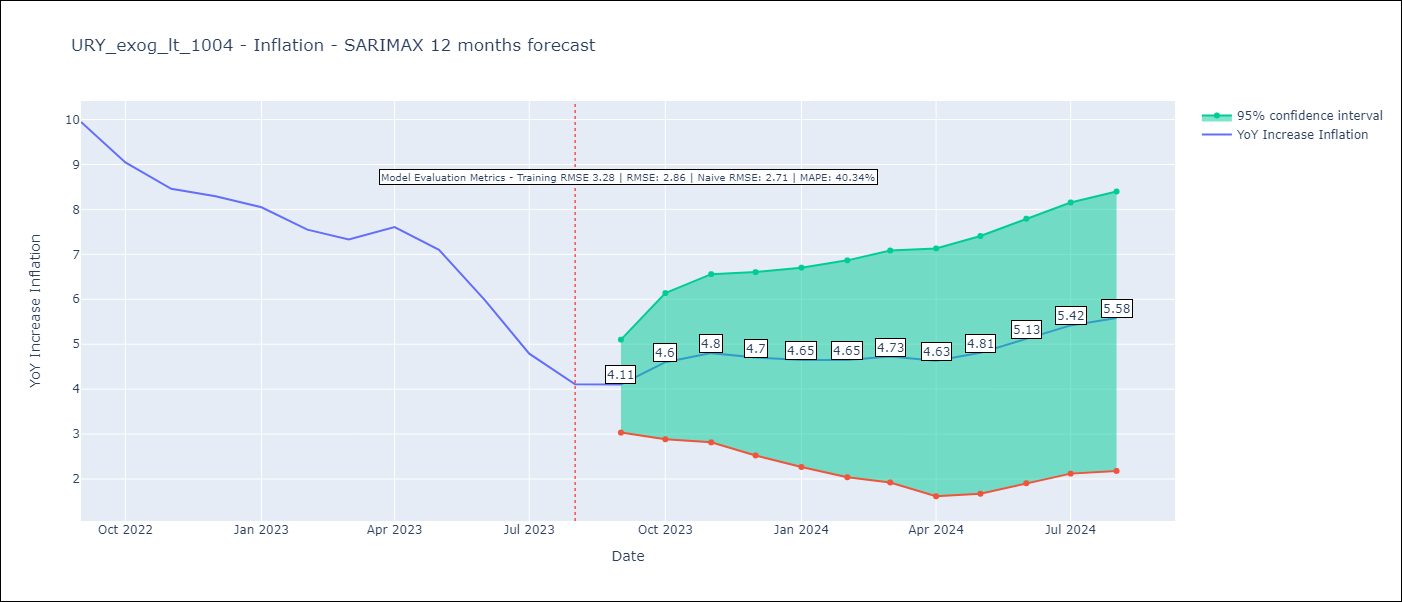 URY_exog_lt_1004 - Inflation - SARIMAX 12 months forecast
95% confidence interval
YoY Increase Inflation
Model Evaluation Metrics - Training RMSE 3.28 | RMSE: 2.86 | Naive RMSE: 2.71 | MAPE: 40.34%
YoY Increase Inflation
10
9
8
7
6
5
4
3
2
4.11
4.6
4.8
4.7
4.65
4.65
4.73
4.63
4.81
5.13
5.42
5.58
Oct 2022
Jan 2023
Apr 2023
Jul 2023
Oct 2023
Jan 2024
Apr 2024
Jul 2024
Date